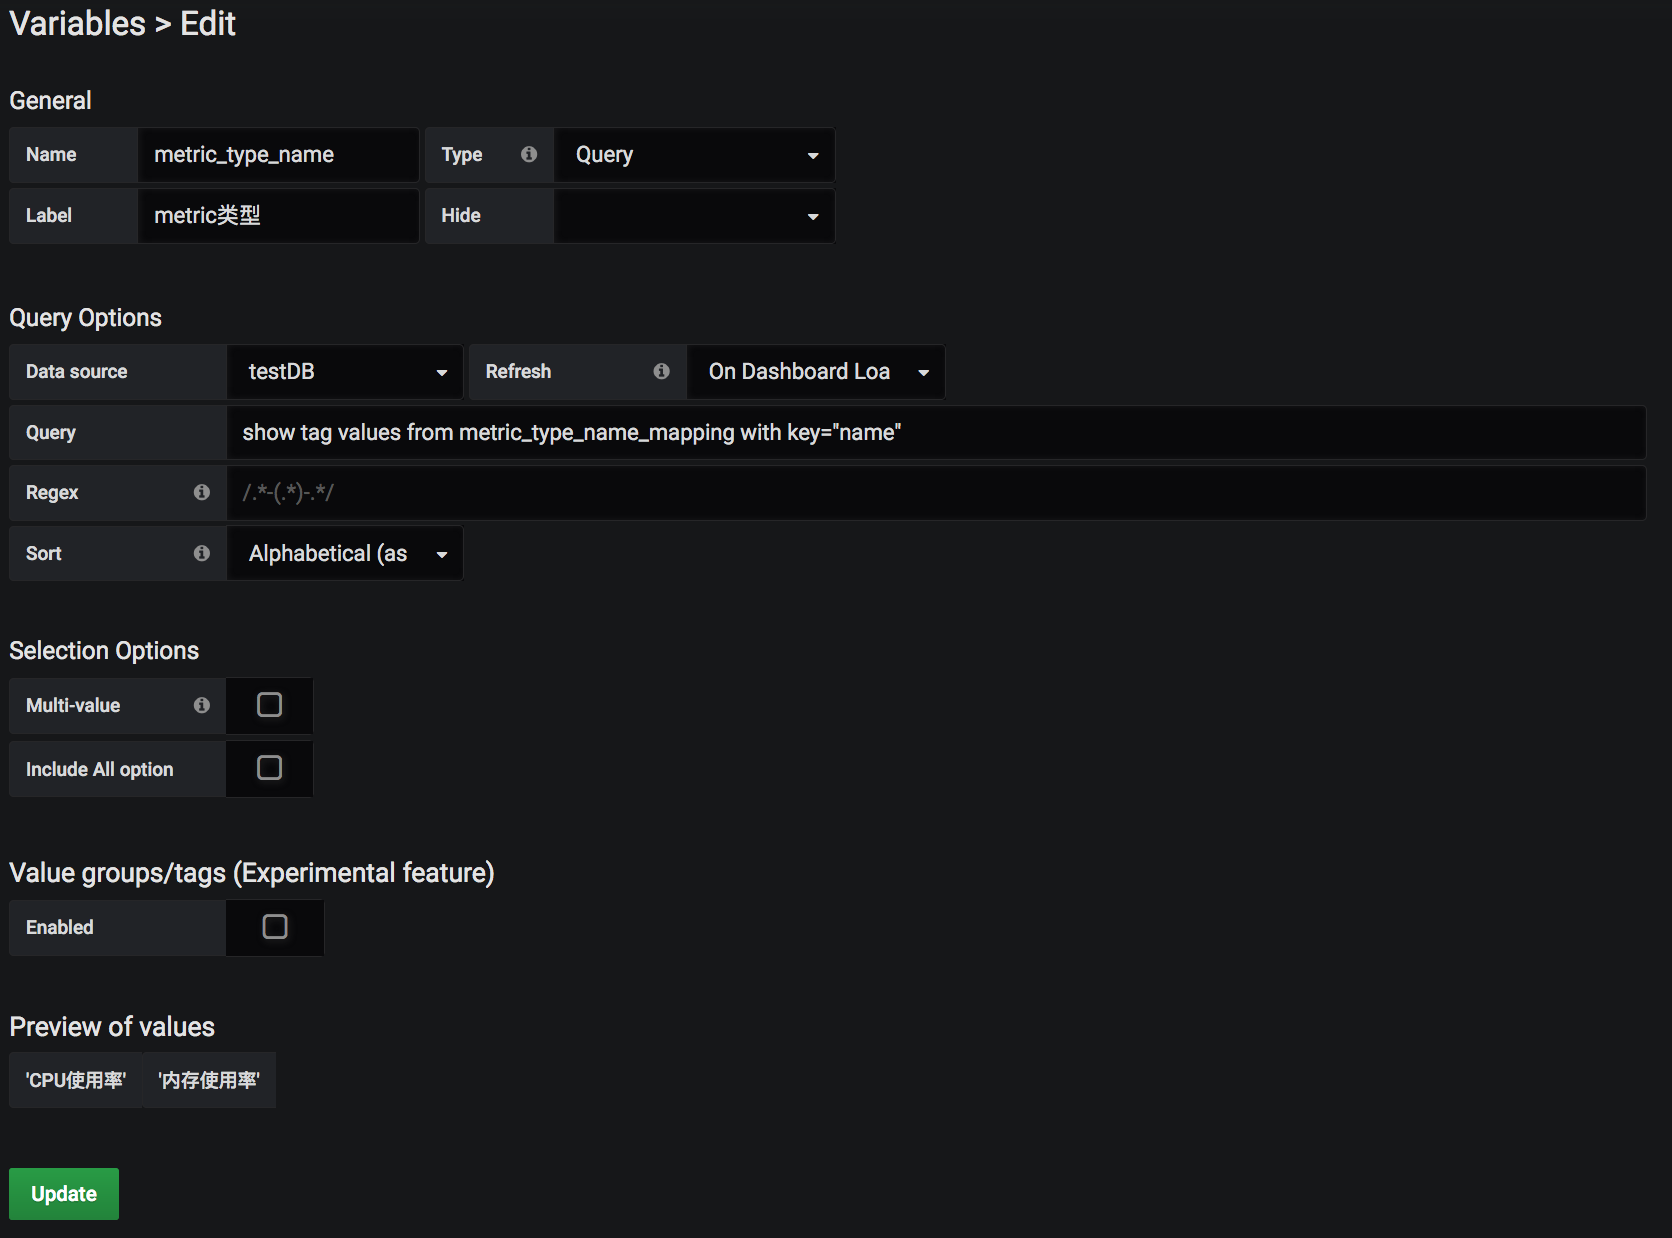 Variables > Edit
General
Name metric_type_name Type Query
Label metric类型 Hide
Query Options
Data source testDB Refresh On Dashboard Loa
Query show tag values from metric_type_name_mapping with key="name"
Regex /.*-(.*)-.*/
Sort Alphabetical (as
Selection Options
Multi-value
Include All option
Value groups/tags (Experimental feature)
Enabled
Preview of values
'CPU使用率' '内存使用率'
Update